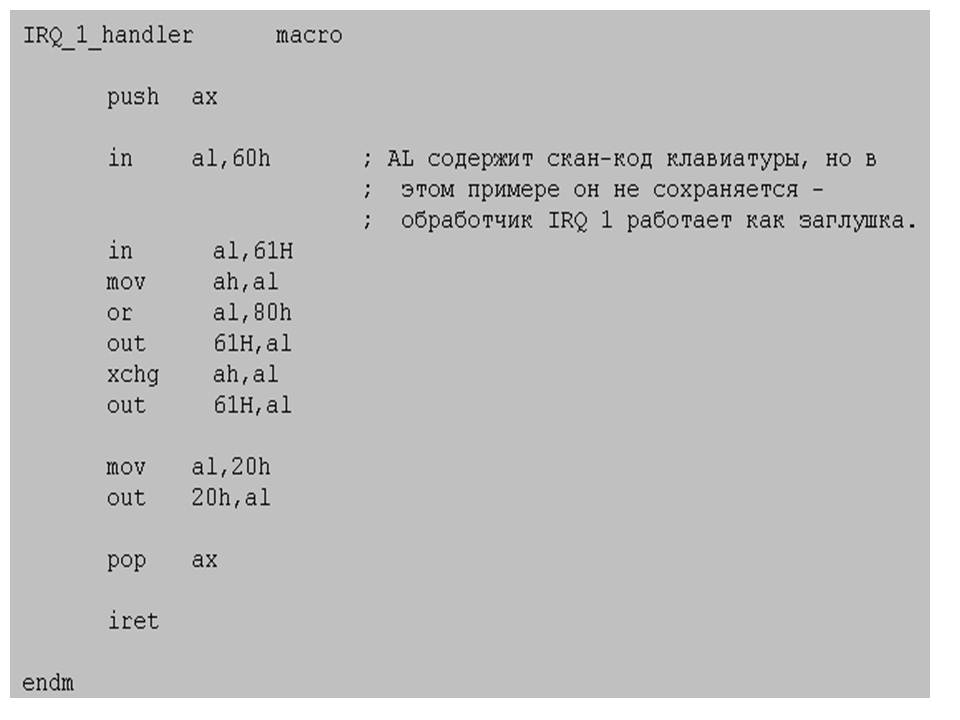 IRQ_1_handler macro
push ax
in al,60h ; AL содержит скан-код клавиатуры, но в
; этом примере он не сохраняется -
; обработчик IRQ 1 работает как заглушка.
in al,61H
mov ah,al
or al,80h
out 61H,al
xchg ah,al
out 61H,al
mov al,20h
out 20h,al
pop ax
iret
endm